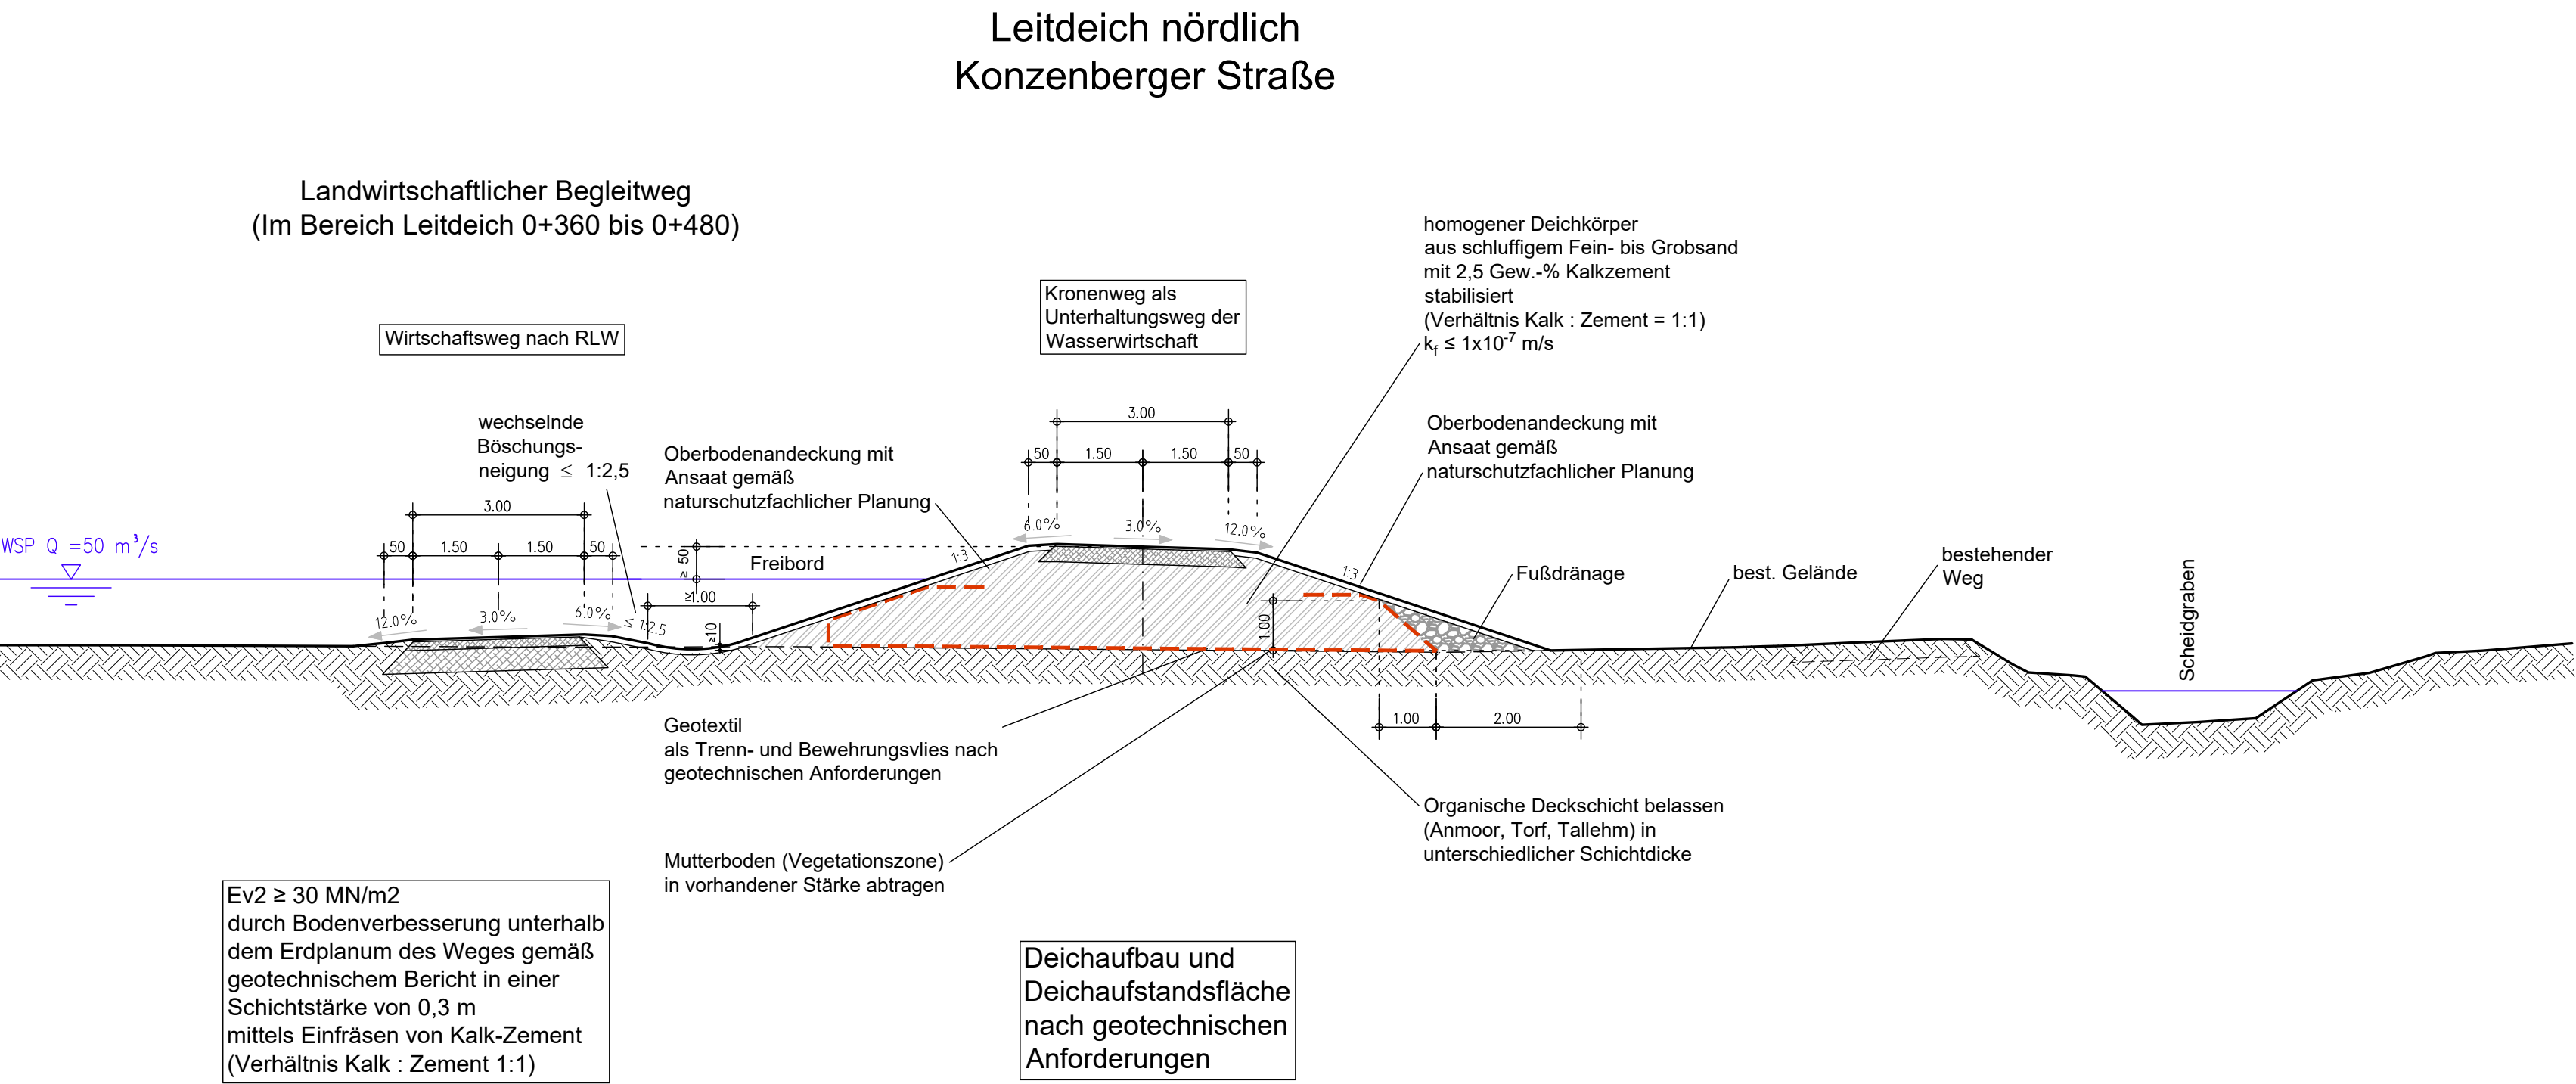 Leitdeich nördlich
Konzenberger Straße
Landwirtschaftlicher Begleitweg
(Im Bereich Leitdeich 0+360 bis 0+480)
Wirtschaftsweg nach RLW
Kronenweg als
Unterhaltungsweg der
Wasserwirtschaft
homogener Deichkörper
aus schluffigem Fein- bis Grobsand
mit 2,5 Gew.-% Kalkzement
stabilisiert
(Verhältnis Kalk : Zement = 1:1)
kf ≤ 1x10-7 m/s
wechselnde
Böschungs-
neigung ≤ 1:2,5
Oberbodenandeckung mit
Ansaat gemäß
naturschutzfachlicher Planung
Oberbodenandeckung mit
Ansaat gemäß
naturschutzfachlicher Planung
3.00
50 1.50 1.50 50
6.0% 3.0% 12.0%
3.00
50 1.50 1.50 50
12.0% 3.0% 6.0%
WSP Q =50 m³/s
≥ 50
Freibord
≥1.00
≤ 1:2.5
≥10
1:3
1:3
1.00
Fußdränage
best. Gelände
bestehender
Weg
Scheidgraben
1.00 2.00
Geotextil
als Trenn- und Bewehrungsvlies nach
geotechnischen Anforderungen
Organische Deckschicht belassen
(Anmoor, Torf, Tallehm) in
unterschiedlicher Schichtdicke
Mutterboden (Vegetationszone)
in vorhandener Stärke abtragen
Ev2 ≥ 30 MN/m2
durch Bodenverbesserung unterhalb
dem Erdplanum des Weges gemäß
geotechnischem Bericht in einer
Schichtstärke von 0,3 m
mittels Einfräsen von Kalk-Zement
(Verhältnis Kalk : Zement 1:1)
Deichaufbau und
Deichaufstandsfläche
nach geotechnischen
Anforderungen